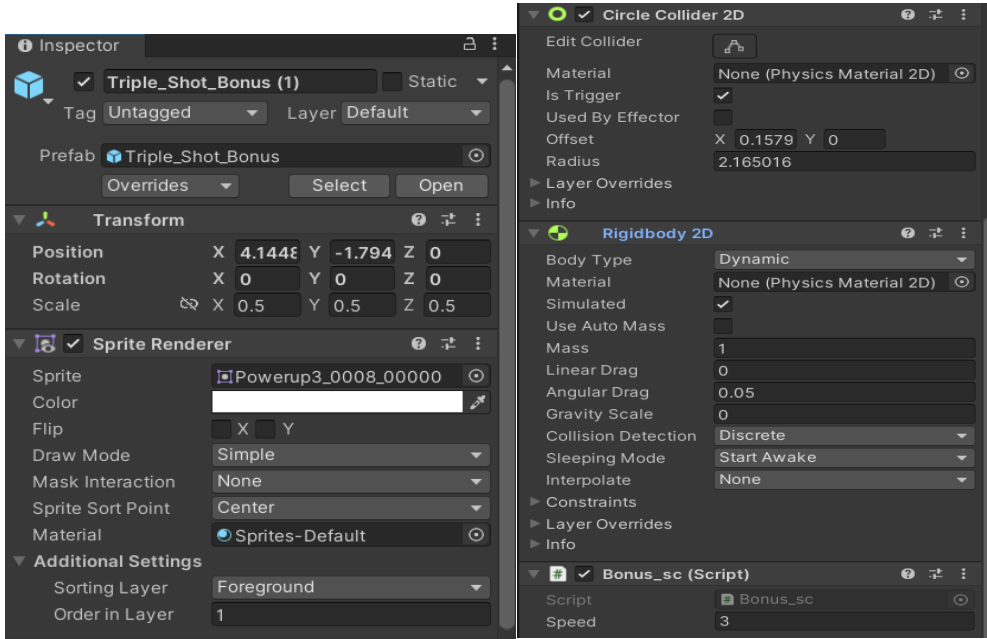 Inspector
Triple_Shot_Bonus (1) Static
Tag Untagged Layer Default
Prefab Triple_Shot_Bonus
Overrides Select Open
Transform
Position X 4.1448 Y -1.794 Z 0
Rotation X 0 Y 0 Z 0
Scale X 0.5 Y 0.5 Z 0.5
Sprite Renderer
Sprite Powerup3_0008_00000
Color
Flip X Y
Draw Mode Simple
Mask Interaction None
Sprite Sort Point Center
Material Sprites-Default
Additional Settings
Sorting Layer Foreground
Order in Layer 1
Circle Collider 2D
Edit Collider
Material None (Physics Material 2D)
Is Trigger
Used By Effector
Offset X 0.1579 Y 0
Radius 2.165016
Layer Overrides
Info
Rigidbody 2D
Body Type Dynamic
Material None (Physics Material 2D)
Simulated
Use Auto Mass
Mass 1
Linear Drag 0
Angular Drag 0.05
Gravity Scale 0
Collision Detection Discrete
Sleeping Mode Start Awake
Interpolate None
Constraints
Layer Overrides
Info
# Bonus_sc (Script)
Script Bonus_sc
Speed 3